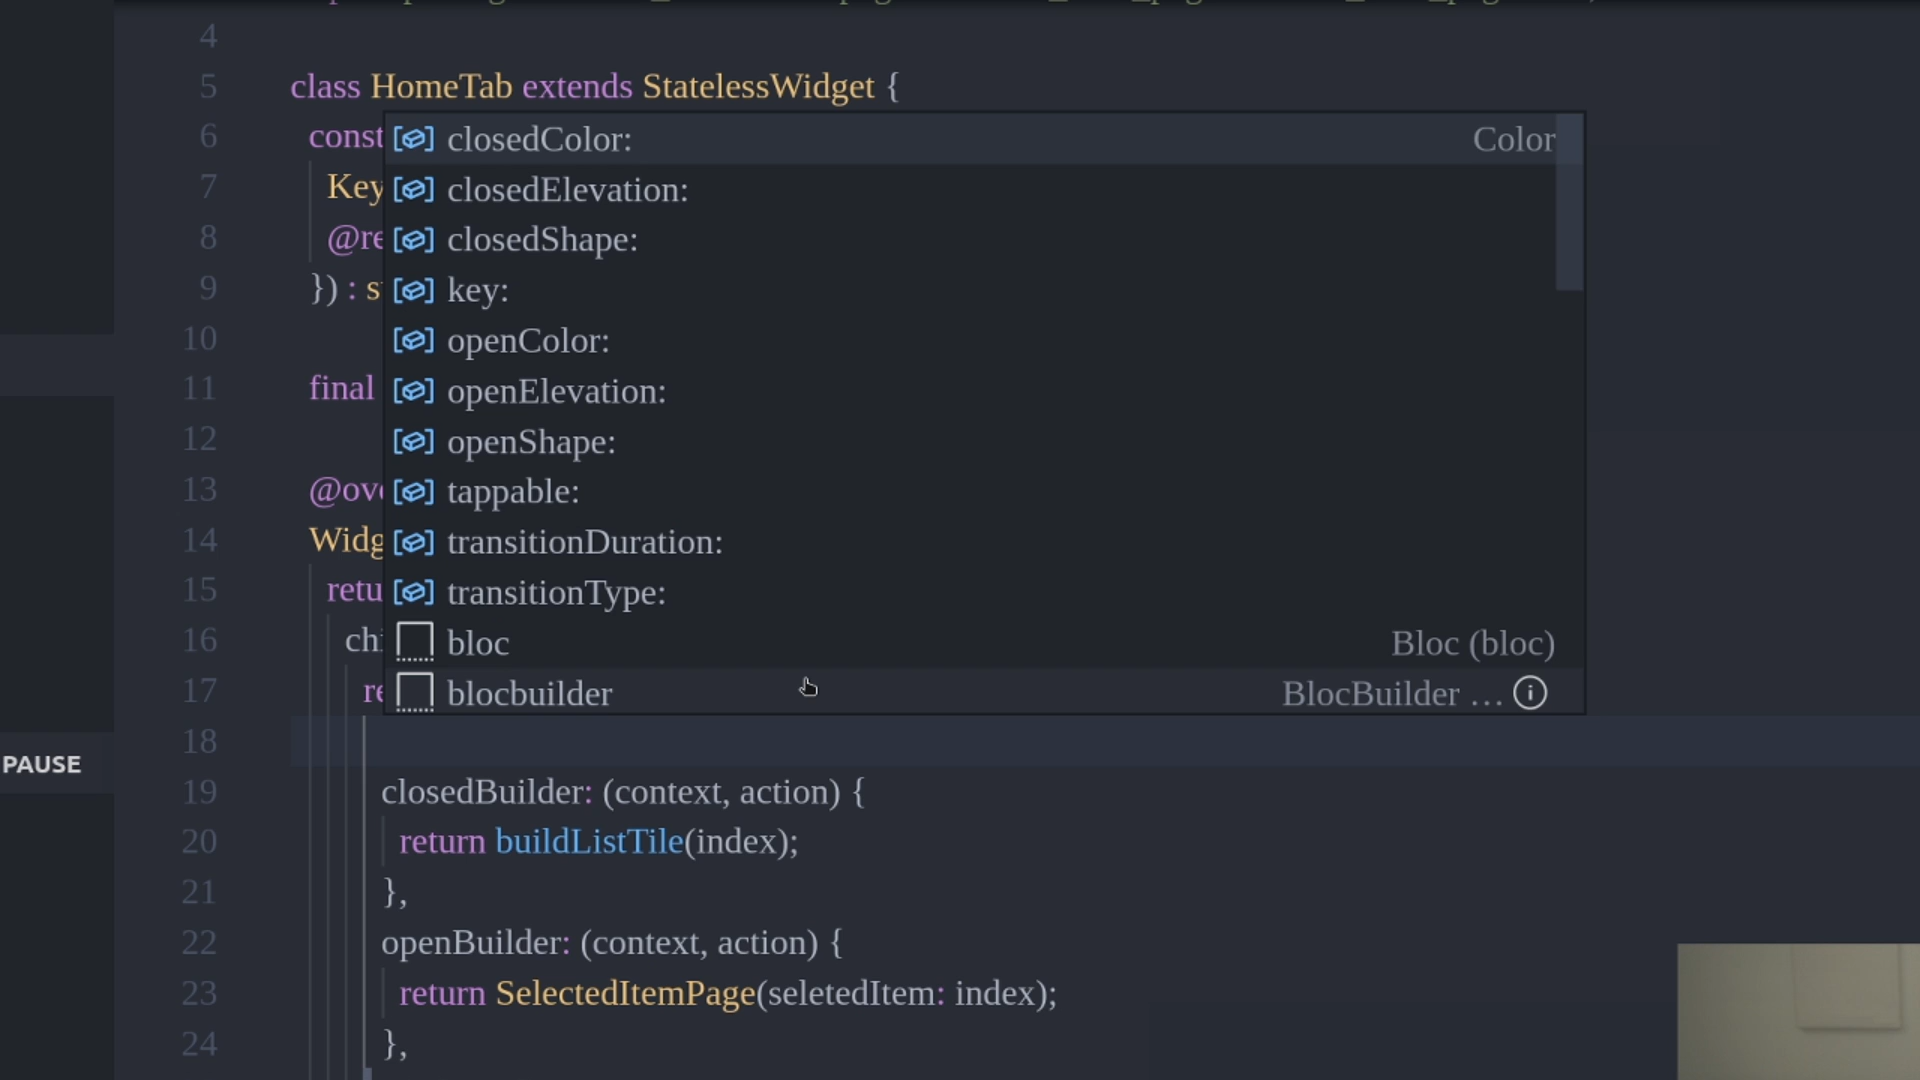 4
5 class HomeTab extends StatelessWidget {
6 const
7 Key
8 @re
9 }) : s
10
11 final
12
13 @ove
14 Widg
15 retu
16 chi
17 re
closedColor: Color
closedElevation:
closedShape:
key:
openColor:
openElevation:
openShape:
tappable:
transitionDuration:
transitionType:
bloc Bloc (bloc)
blocbuilder BlocBuilder …
18
PAUSE
19 closedBuilder: (context, action) {
20 return buildListTile(index);
21 },
22 openBuilder: (context, action) {
23 return SelectedItemPage(seletedItem: index);
24 },